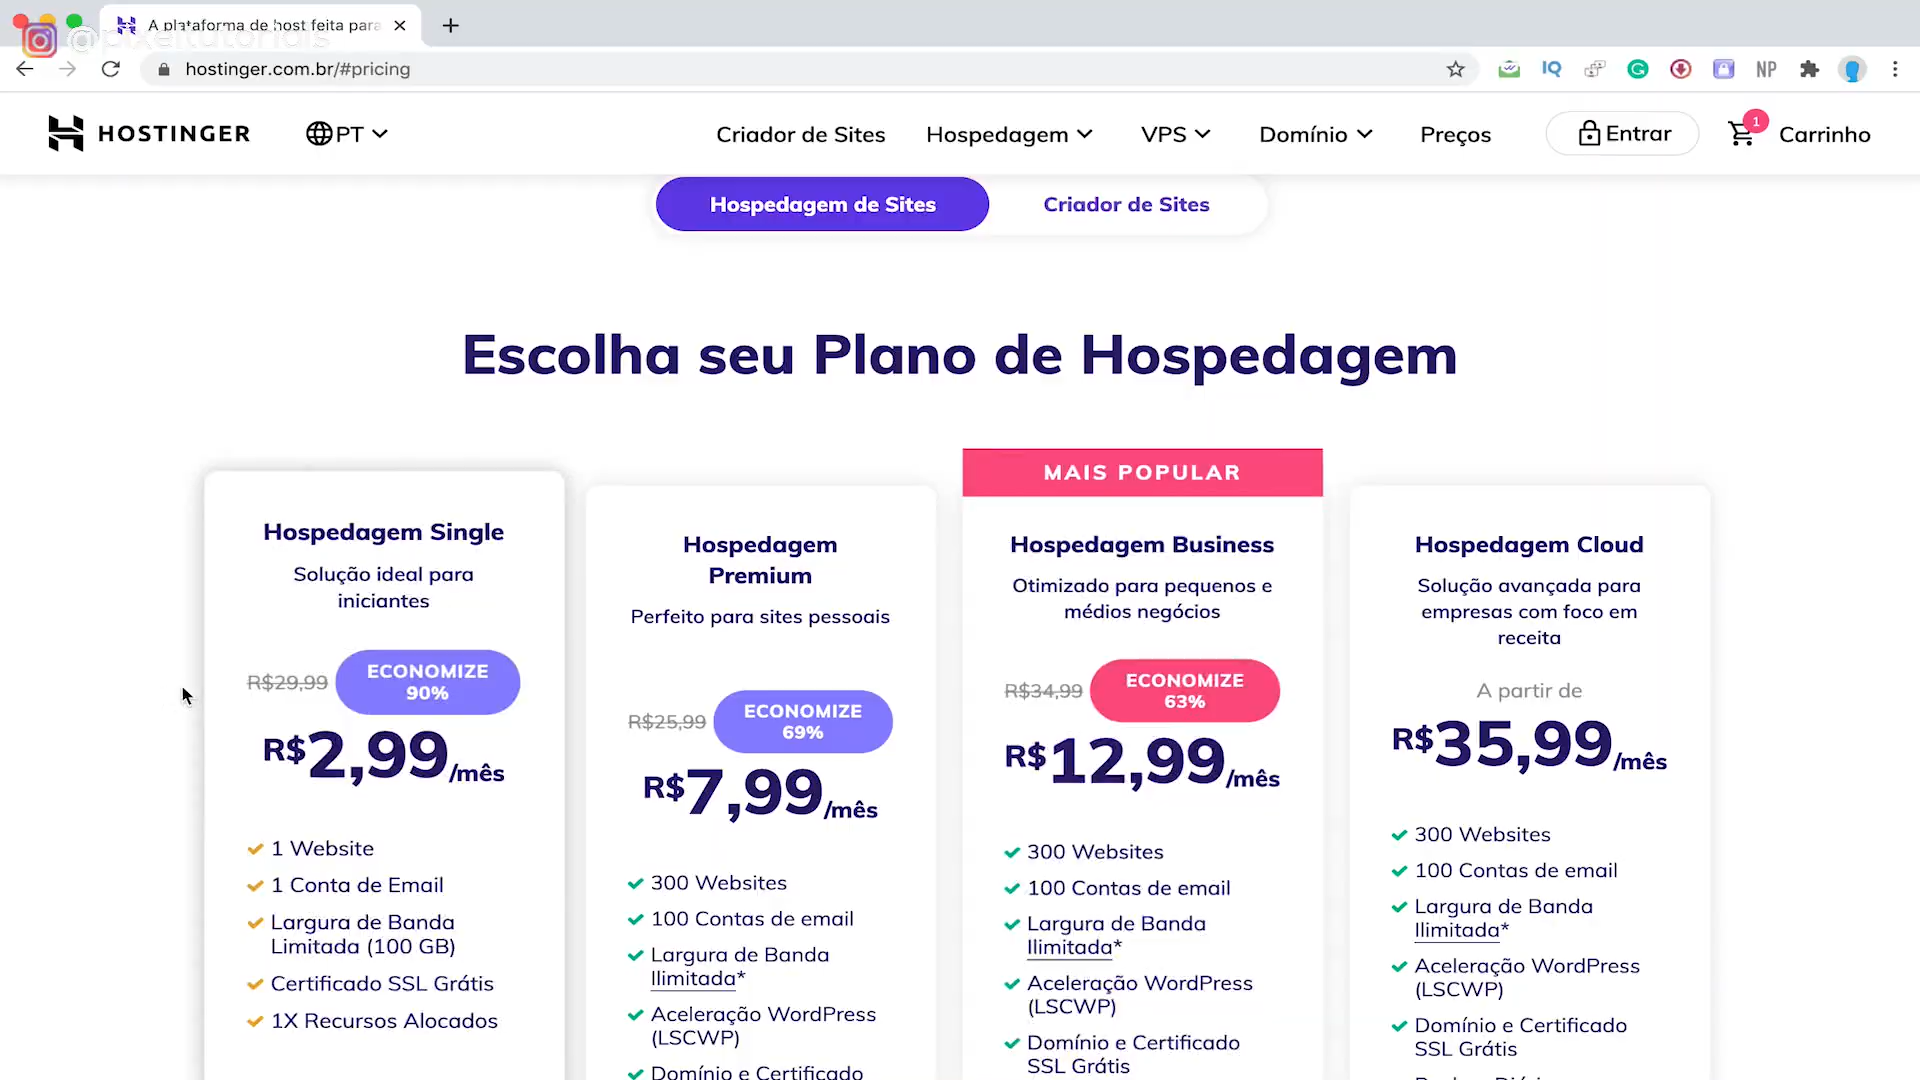 A plataforma de host feita para
@pixeltutoriais
hostinger.com.br/#pricing
IQ
NP
HOSTINGER
PT
Criador de Sites
Hospedagem
VPS
Domínio
Preços
Entrar
1
Carrinho
Hospedagem de Sites
Criador de Sites
Escolha seu Plano de Hospedagem
Hospedagem Single
Solução ideal para
iniciantes
R$29,99
ECONOMIZE
90%
R$2,99/mês
1 Website
1 Conta de Email
Largura de Banda
Limitada (100 GB)
Certificado SSL Grátis
1X Recursos Alocados
Hospedagem
Premium
Perfeito para sites pessoais
R$25,99
ECONOMIZE
69%
R$7,99/mês
300 Websites
100 Contas de email
Largura de Banda
Ilimitada*
Aceleração WordPress
(LSCWP)
Domínio e Certificado
MAIS POPULAR
Hospedagem Business
Otimizado para pequenos e
médios negócios
R$34,99
ECONOMIZE
63%
R$12,99/mês
300 Websites
100 Contas de email
Largura de Banda
Ilimitada*
Aceleração WordPress
(LSCWP)
Domínio e Certificado
SSL Grátis
Hospedagem Cloud
Solução avançada para
empresas com foco em
receita
A partir de
R$35,99/mês
300 Websites
100 Contas de email
Largura de Banda
Ilimitada*
Aceleração WordPress
(LSCWP)
Domínio e Certificado
SSL Grátis